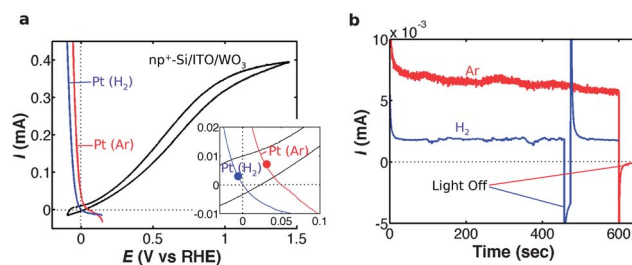 a
np⁺-Si/ITO/WO₃
Pt (H₂)
Pt (Ar)
0.4
0.3
0.2
0.1
0
I (mA)
0.02
0.01
0
-0.01
Pt (Ar)
Pt (H₂)
0
0.05
0.1
0
0.5
1
1.5
E (V vs RHE)
b
x 10⁻³
10
5
0
-5
I (mA)
Ar
H₂
Light Off
0
200
400
600
Time (sec)